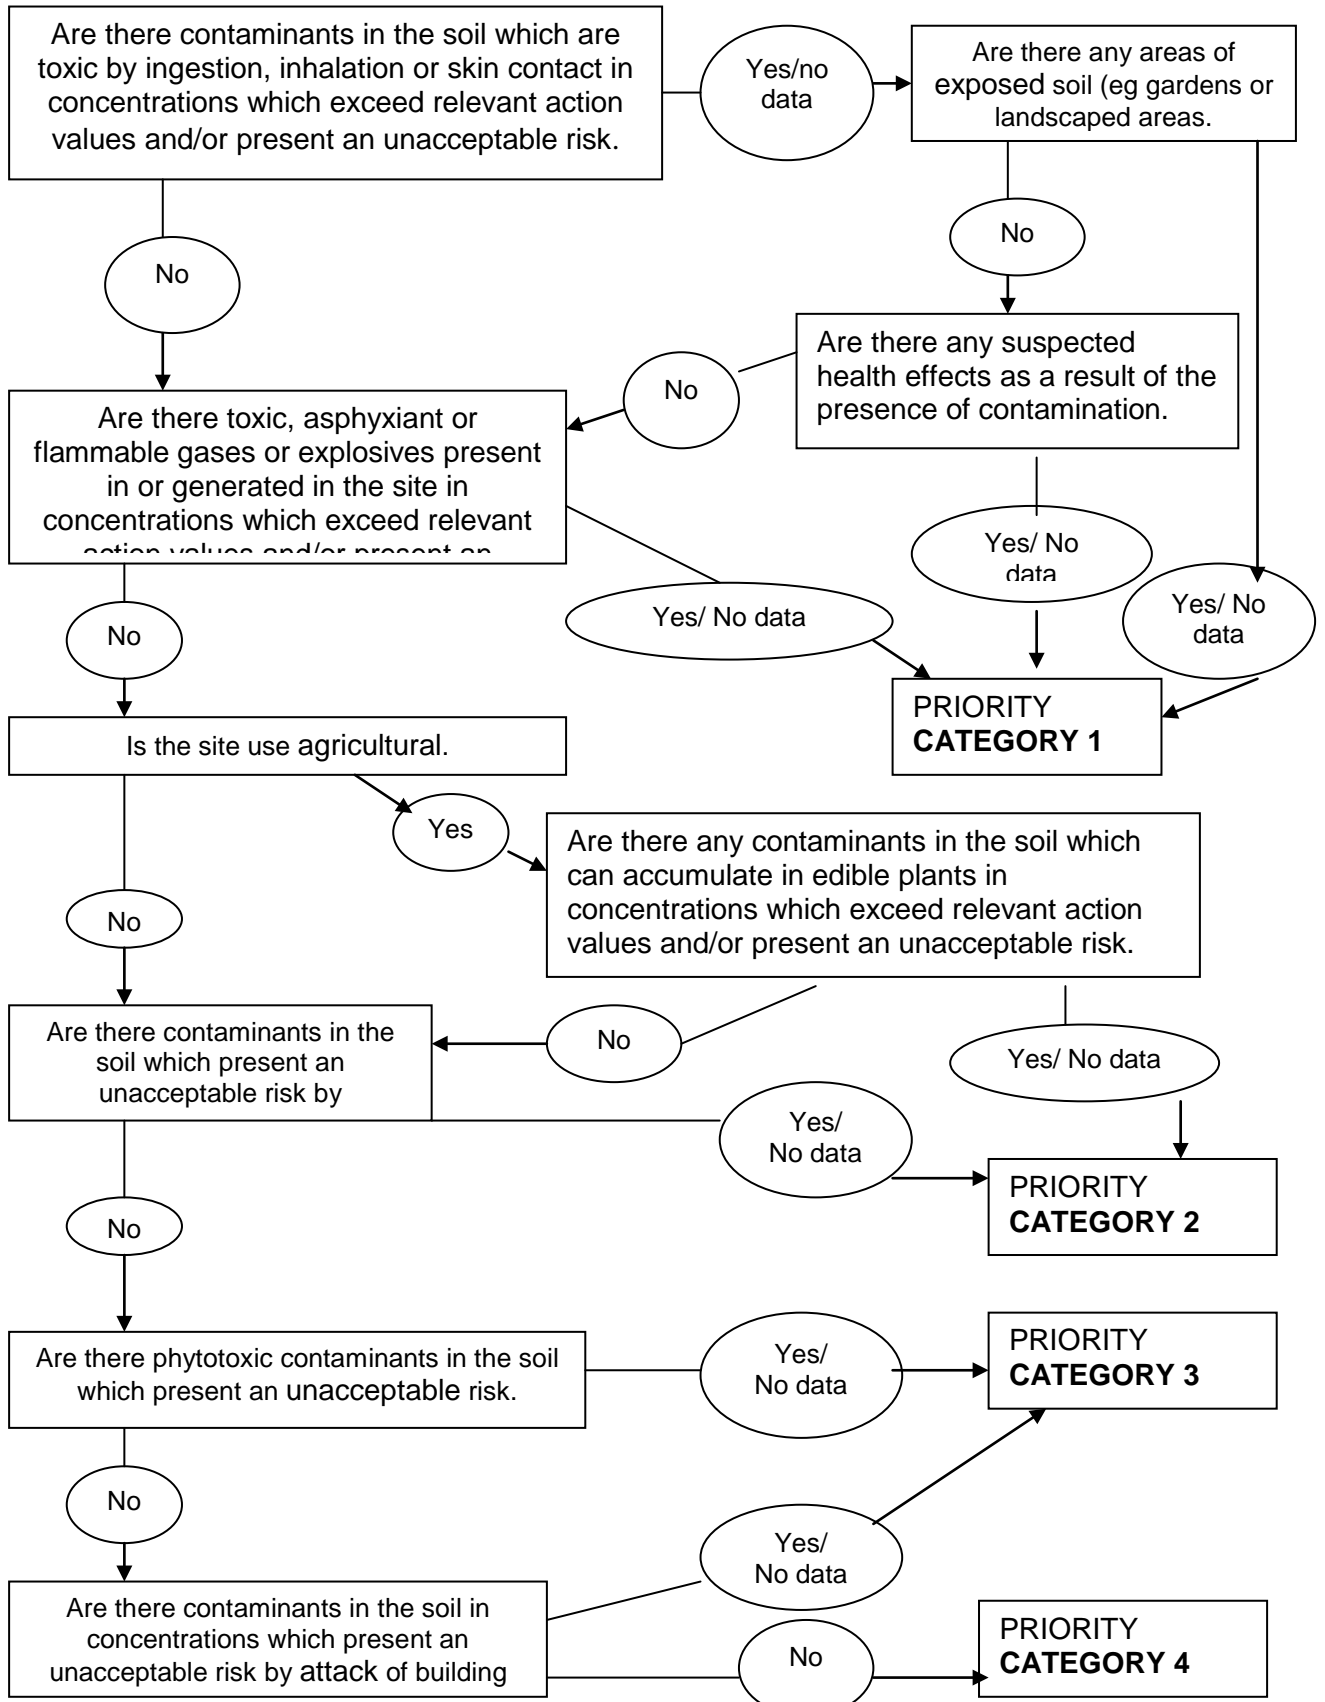 Are there contaminants in the soil which are
toxic by ingestion, inhalation or skin contact in
concentrations which exceed relevant action
values and/or present an unacceptable risk.
Yes/no
data
Are there any areas of
exposed soil (eg gardens or
landscaped areas.
No
No
Are there any suspected
health effects as a result of the
presence of contamination.
No
Are there toxic, asphyxiant or
flammable gases or explosives present
in or generated in the site in
concentrations which exceed relevant
action values and/or present an
Yes/ No
data
Yes/ No
data
Yes/ No data
No
PRIORITY
CATEGORY 1
Is the site use agricultural.
Yes
Are there any contaminants in the soil which
can accumulate in edible plants in
concentrations which exceed relevant action
values and/or present an unacceptable risk.
No
Are there contaminants in the
soil which present an
unacceptable risk by
No
Yes/ No data
Yes/
No data
PRIORITY
CATEGORY 2
No
Are there phytotoxic contaminants in the soil
which present an unacceptable risk.
Yes/
No data
PRIORITY
CATEGORY 3
No
Yes/
No data
Are there contaminants in the soil in
concentrations which present an
unacceptable risk by attack of building
No
PRIORITY
CATEGORY 4